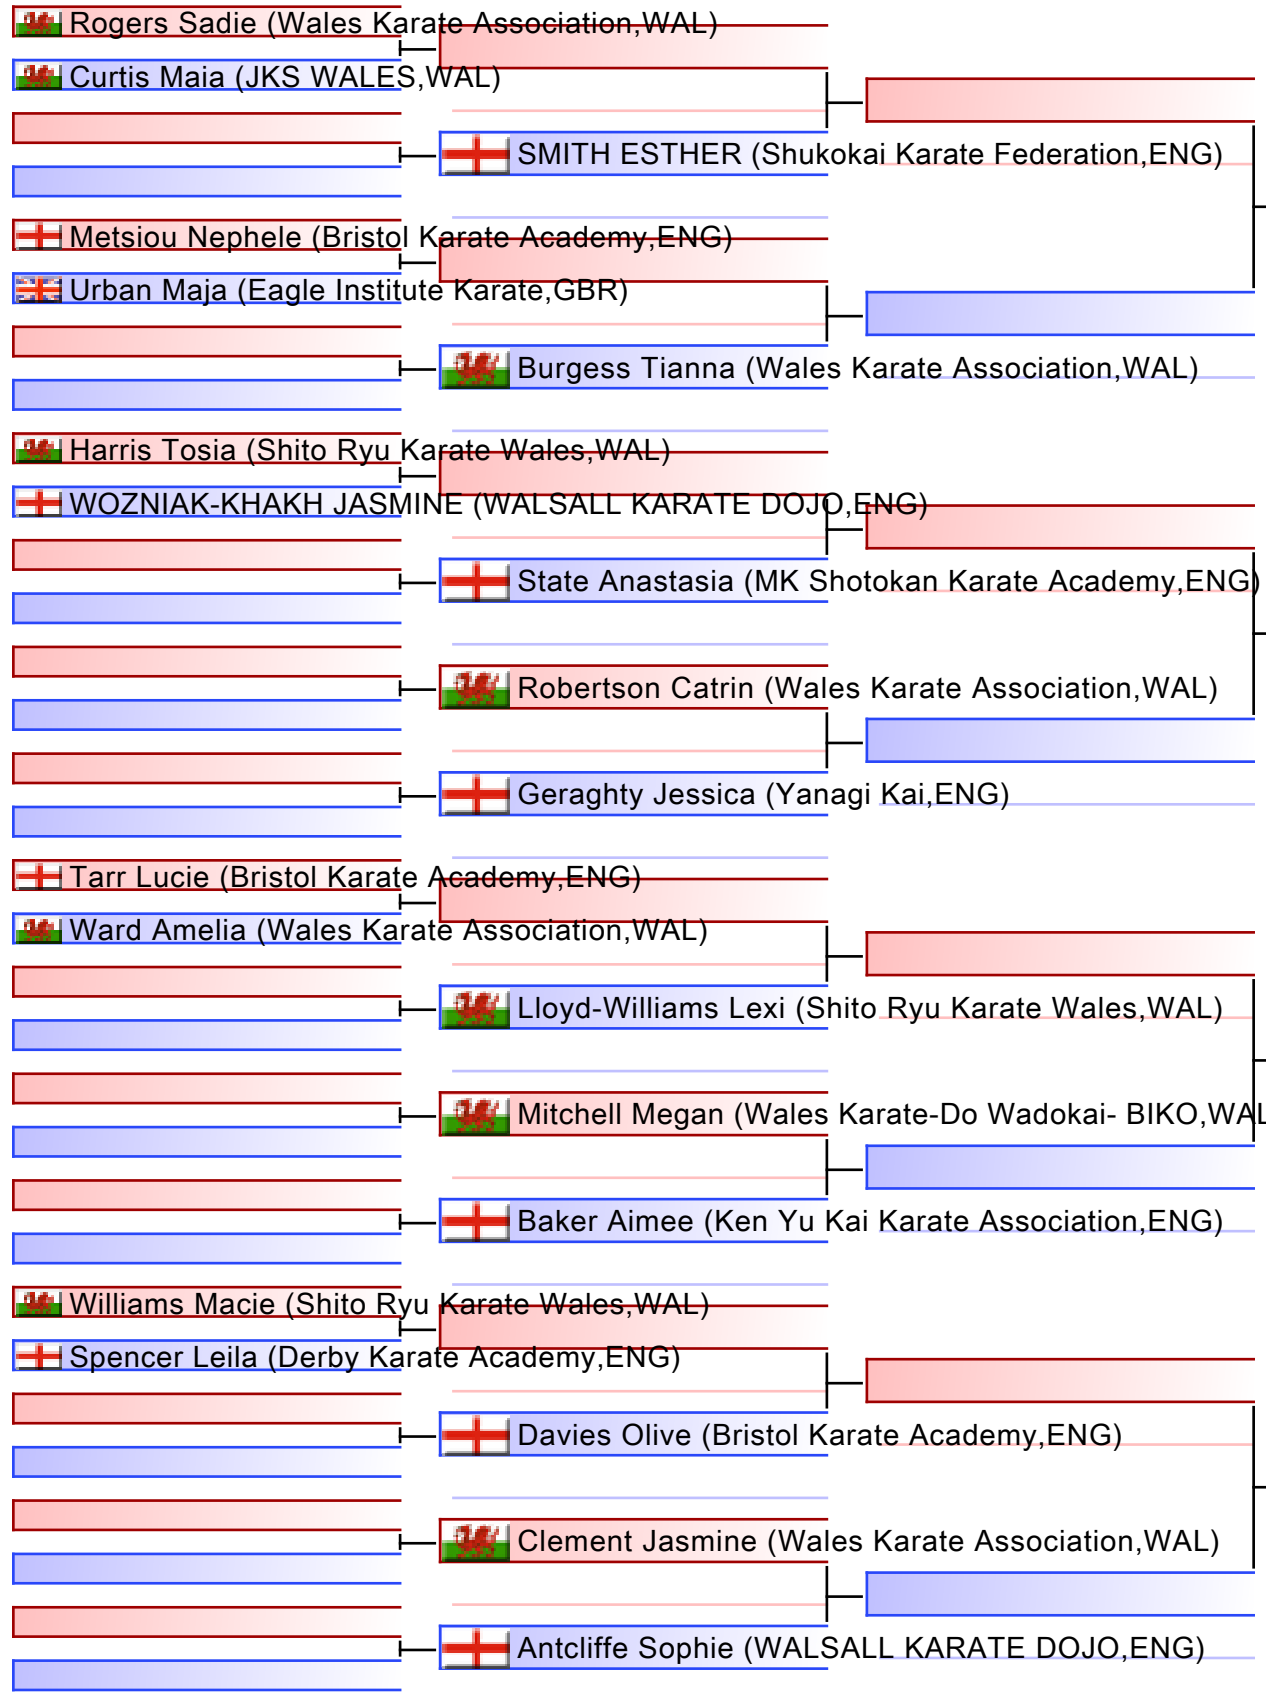 Rogers Sadie (Wales Karate Association,WAL)
Curtis Maia (JKS WALES,WAL)
SMITH ESTHER (Shukokai Karate Federation,ENG)
Metsiou Nephele (Bristol Karate Academy,ENG)
Urban Maja (Eagle Institute Karate,GBR)
Burgess Tianna (Wales Karate Association,WAL)
Harris Tosia (Shito Ryu Karate Wales,WAL)
WOZNIAK-KHAKH JASMINE (WALSALL KARATE DOJO,ENG)
State Anastasia (MK Shotokan Karate Academy,ENG)
Robertson Catrin (Wales Karate Association,WAL)
Geraghty Jessica (Yanagi Kai,ENG)
Tarr Lucie (Bristol Karate Academy,ENG)
Ward Amelia (Wales Karate Association,WAL)
Lloyd-Williams Lexi (Shito Ryu Karate Wales,WAL)
Mitchell Megan (Wales Karate-Do Wadokai- BIKO,WAL
Baker Aimee (Ken Yu Kai Karate Association,ENG)
Williams Macie (Shito Ryu Karate Wales,WAL)
Spencer Leila (Derby Karate Academy,ENG)
Davies Olive (Bristol Karate Academy,ENG)
Clement Jasmine (Wales Karate Association,WAL)
Antcliffe Sophie (WALSALL KARATE DOJO,ENG)